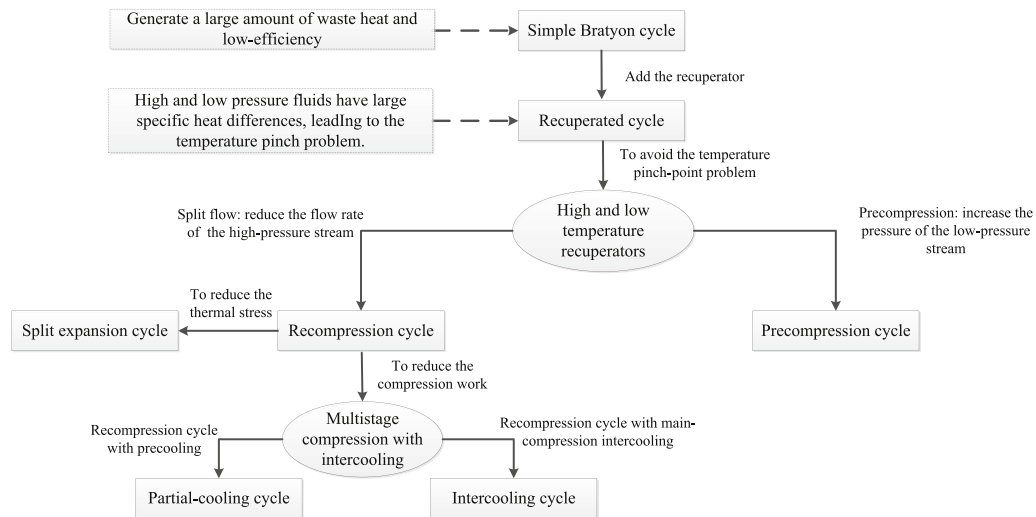 Generate a large amount of waste heat and
low-efficiency
Simple Bratyon cycle
Add the recuperator
High and low pressure fluids have large
specific heat differences, leadIng to the
temperature pinch problem.
Recuperated cycle
To avoid the temperature
pinch-point problem
High and low
temperature
recuperators
Split flow: reduce the flow rate
of the high-pressure stream
Precompression: increase the
pressure of the low-pressure
stream
To reduce the
thermal stress
Split expansion cycle
Recompression cycle
Precompression cycle
To reduce the
compression work
Multistage
compression with
intercooling
Recompression cycle
with precooling
Recompression cycle with main-
compression intercooling
Partial-cooling cycle
Intercooling cycle